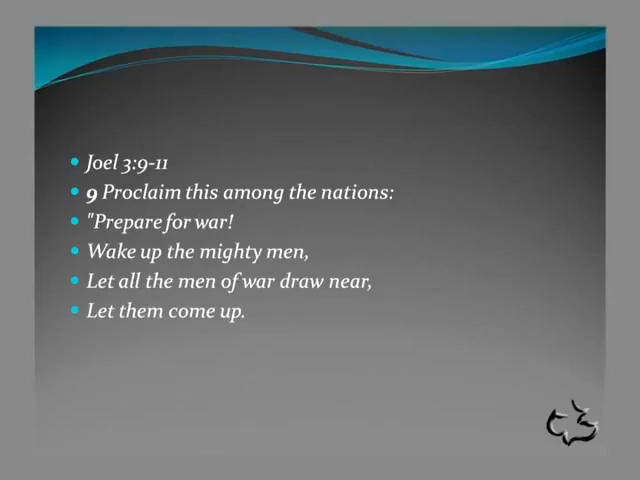 Joel 3:9-11
9 Proclaim this among the nations:
"Prepare for war!
Wake up the mighty men,
Let all the men of war draw near,
Let them come up.